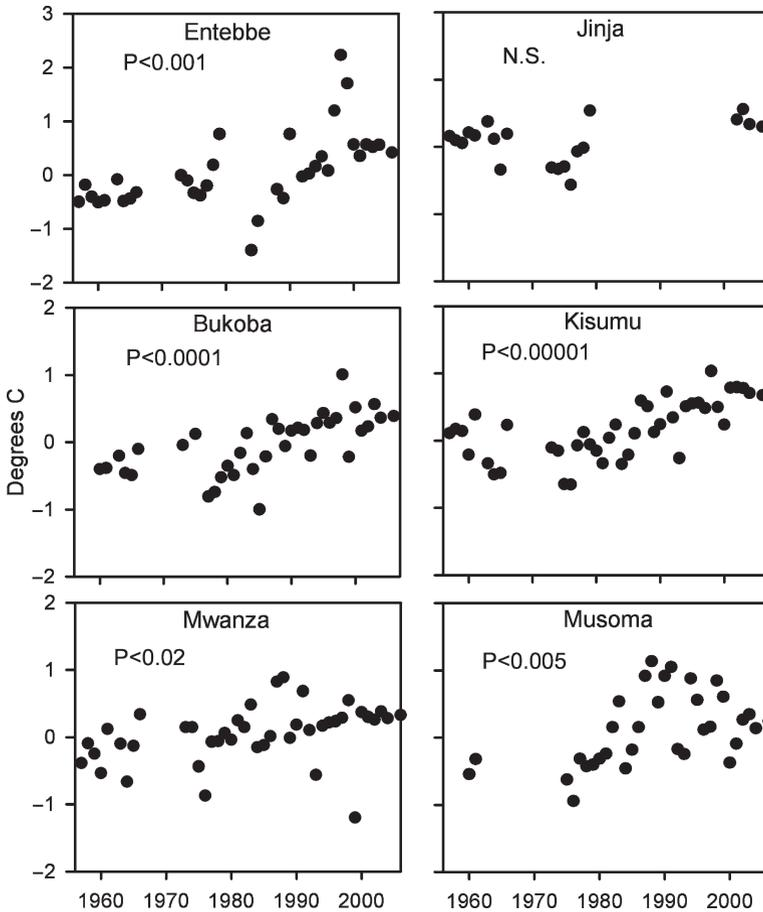 3
Entebbe
Jinja
P<0.001
N.S.
2
1
0
−1
−2
2
Bukoba
Kisumu
P<0.0001
P<0.00001
1
0
−1
−2
Degrees C
2
Mwanza
Musoma
P<0.02
P<0.005
1
0
−1
−2
1960 1970 1980 1990 2000
1960 1970 1980 1990 2000